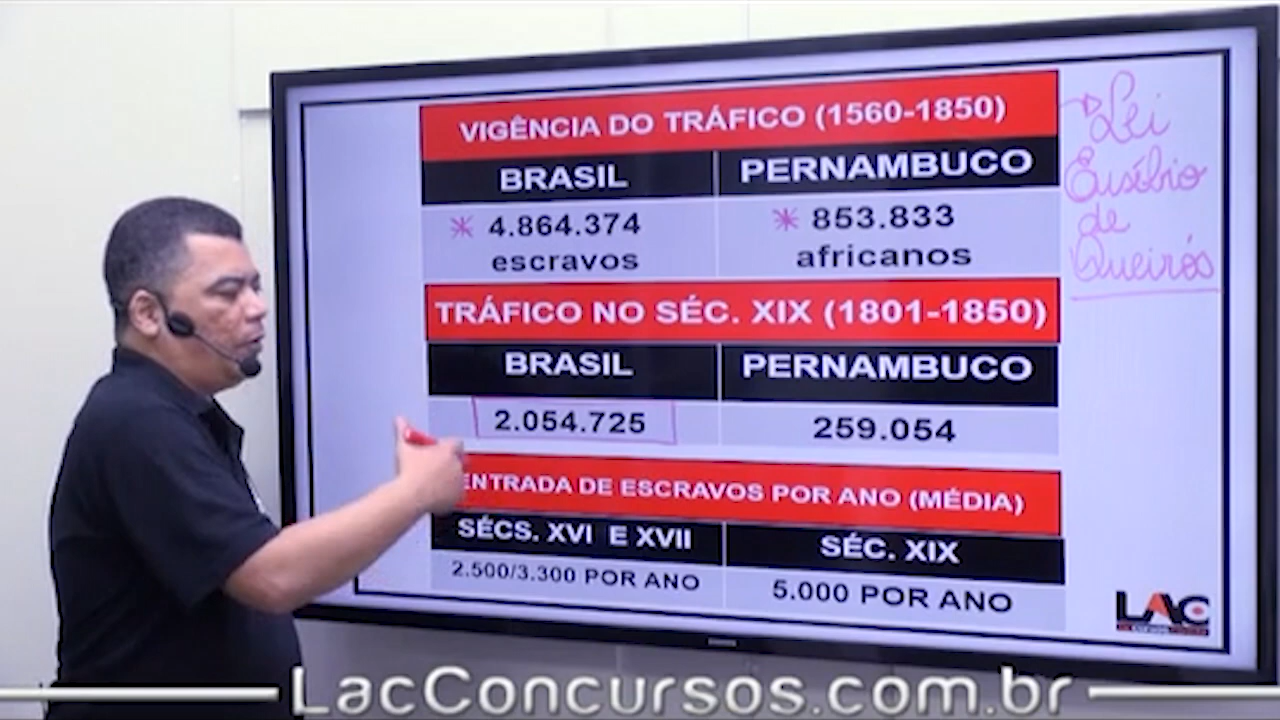 VIGÊNCIA DO TRÁFICO (1560-1850)
BRASIL
PERNAMBUCO
4.864.374
escravos
853.833
africanos
TRÁFICO NO SÉC. XIX (1801-1850)
BRASIL
PERNAMBUCO
2.054.725
259.054
ENTRADA DE ESCRAVOS POR ANO (MÉDIA)
SÉCS. XVI E XVII
SÉC. XIX
2.500/3.300 POR ANO
5.000 POR ANO
Lei
Eusébio
de
Queirós
LAC
LacConcursos.com.br